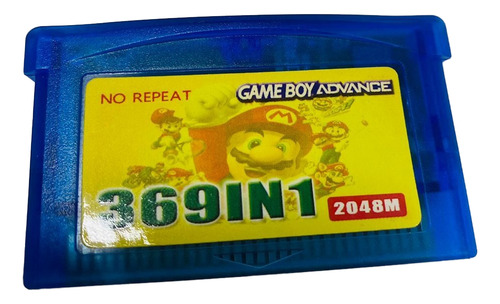 NO REPEAT
GAME BOY ADVANCE
M
369IN1
2048M